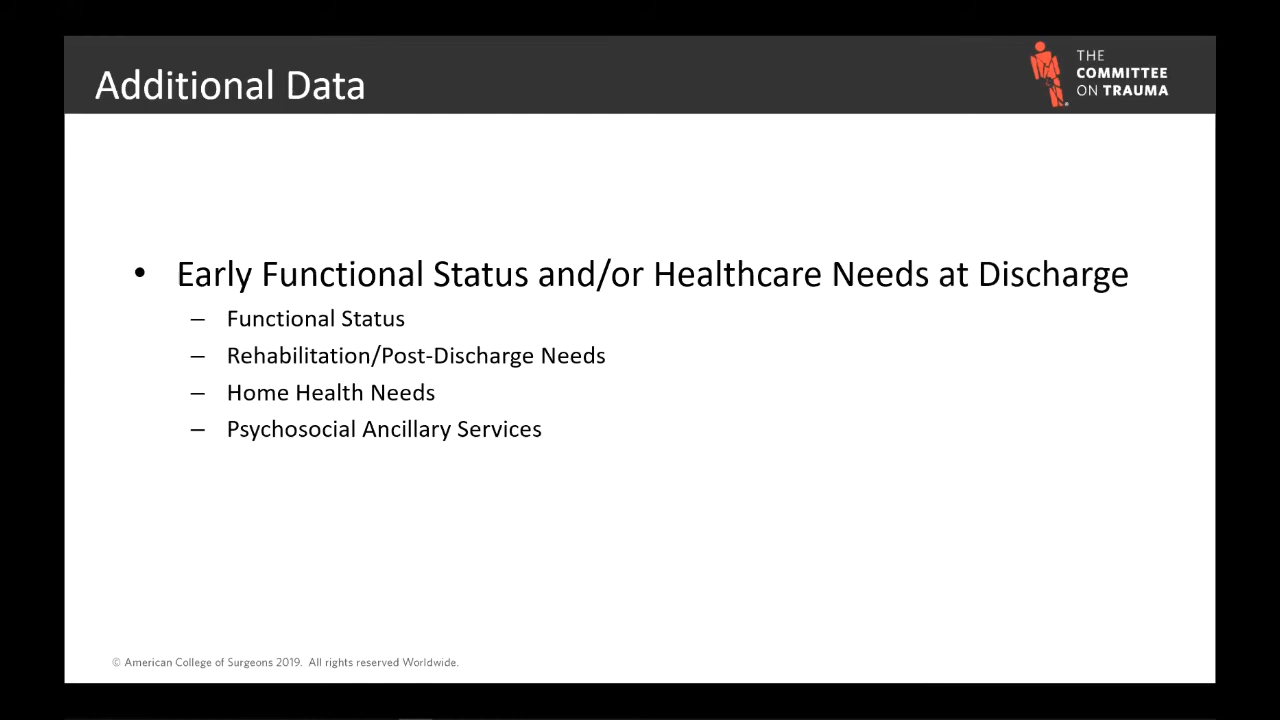 Additional Data
THE
COMMITTEE
ON TRAUMA
• Early Functional Status and/or Healthcare Needs at Discharge
– Functional Status
– Rehabilitation/Post-Discharge Needs
– Home Health Needs
– Psychosocial Ancillary Services
© American College of Surgeons 2019. All rights reserved Worldwide.